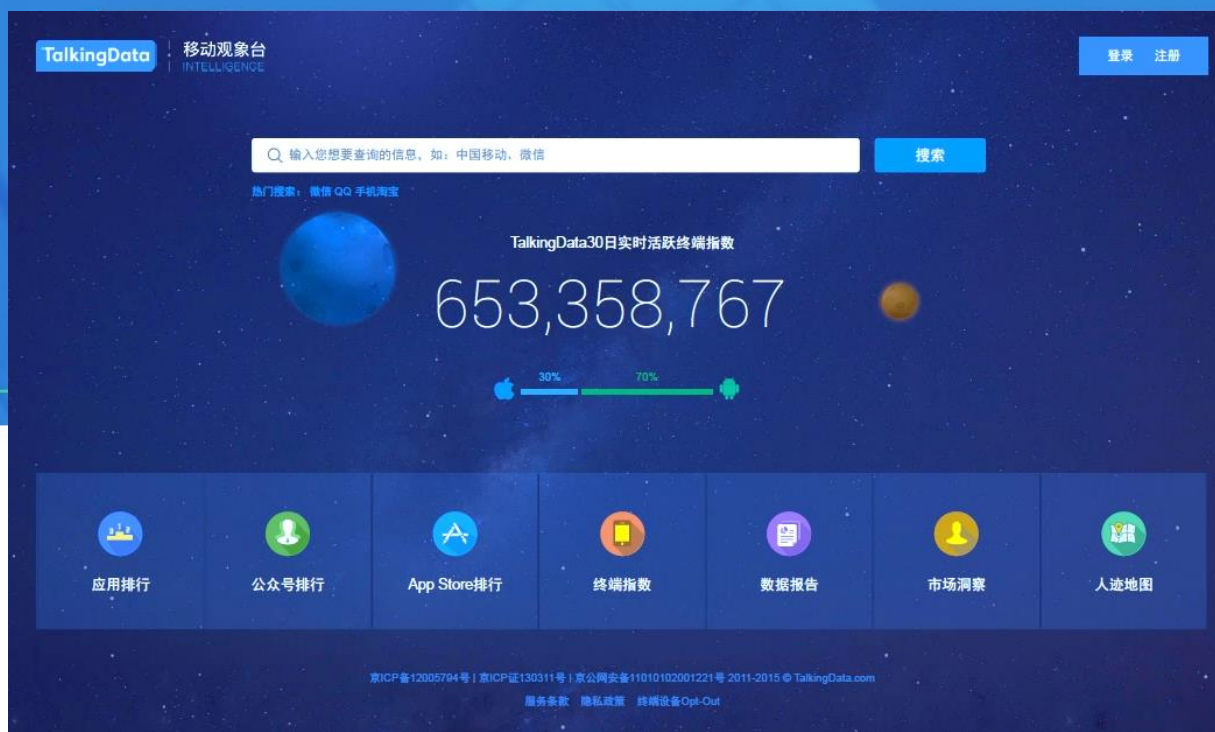 TalkingData 移动观象台
INTELLIGENCE
登录 注册
输入您想要查询的信息，如：中国移动、微信
搜索
热门搜索： 微信 QQ 手机淘宝
TalkingData30日实时活跃终端指数
653,358,767
30% 70%
应用排行 公众号排行 App Store排行 终端指数 数据报告 市场洞察 人迹地图
京ICP备12005794号 | 京ICP证130311号 | 京公网安备11010102001221号 2011-2015 © TalkingData.com
服务条款 隐私政策 终端设备Opt-Out